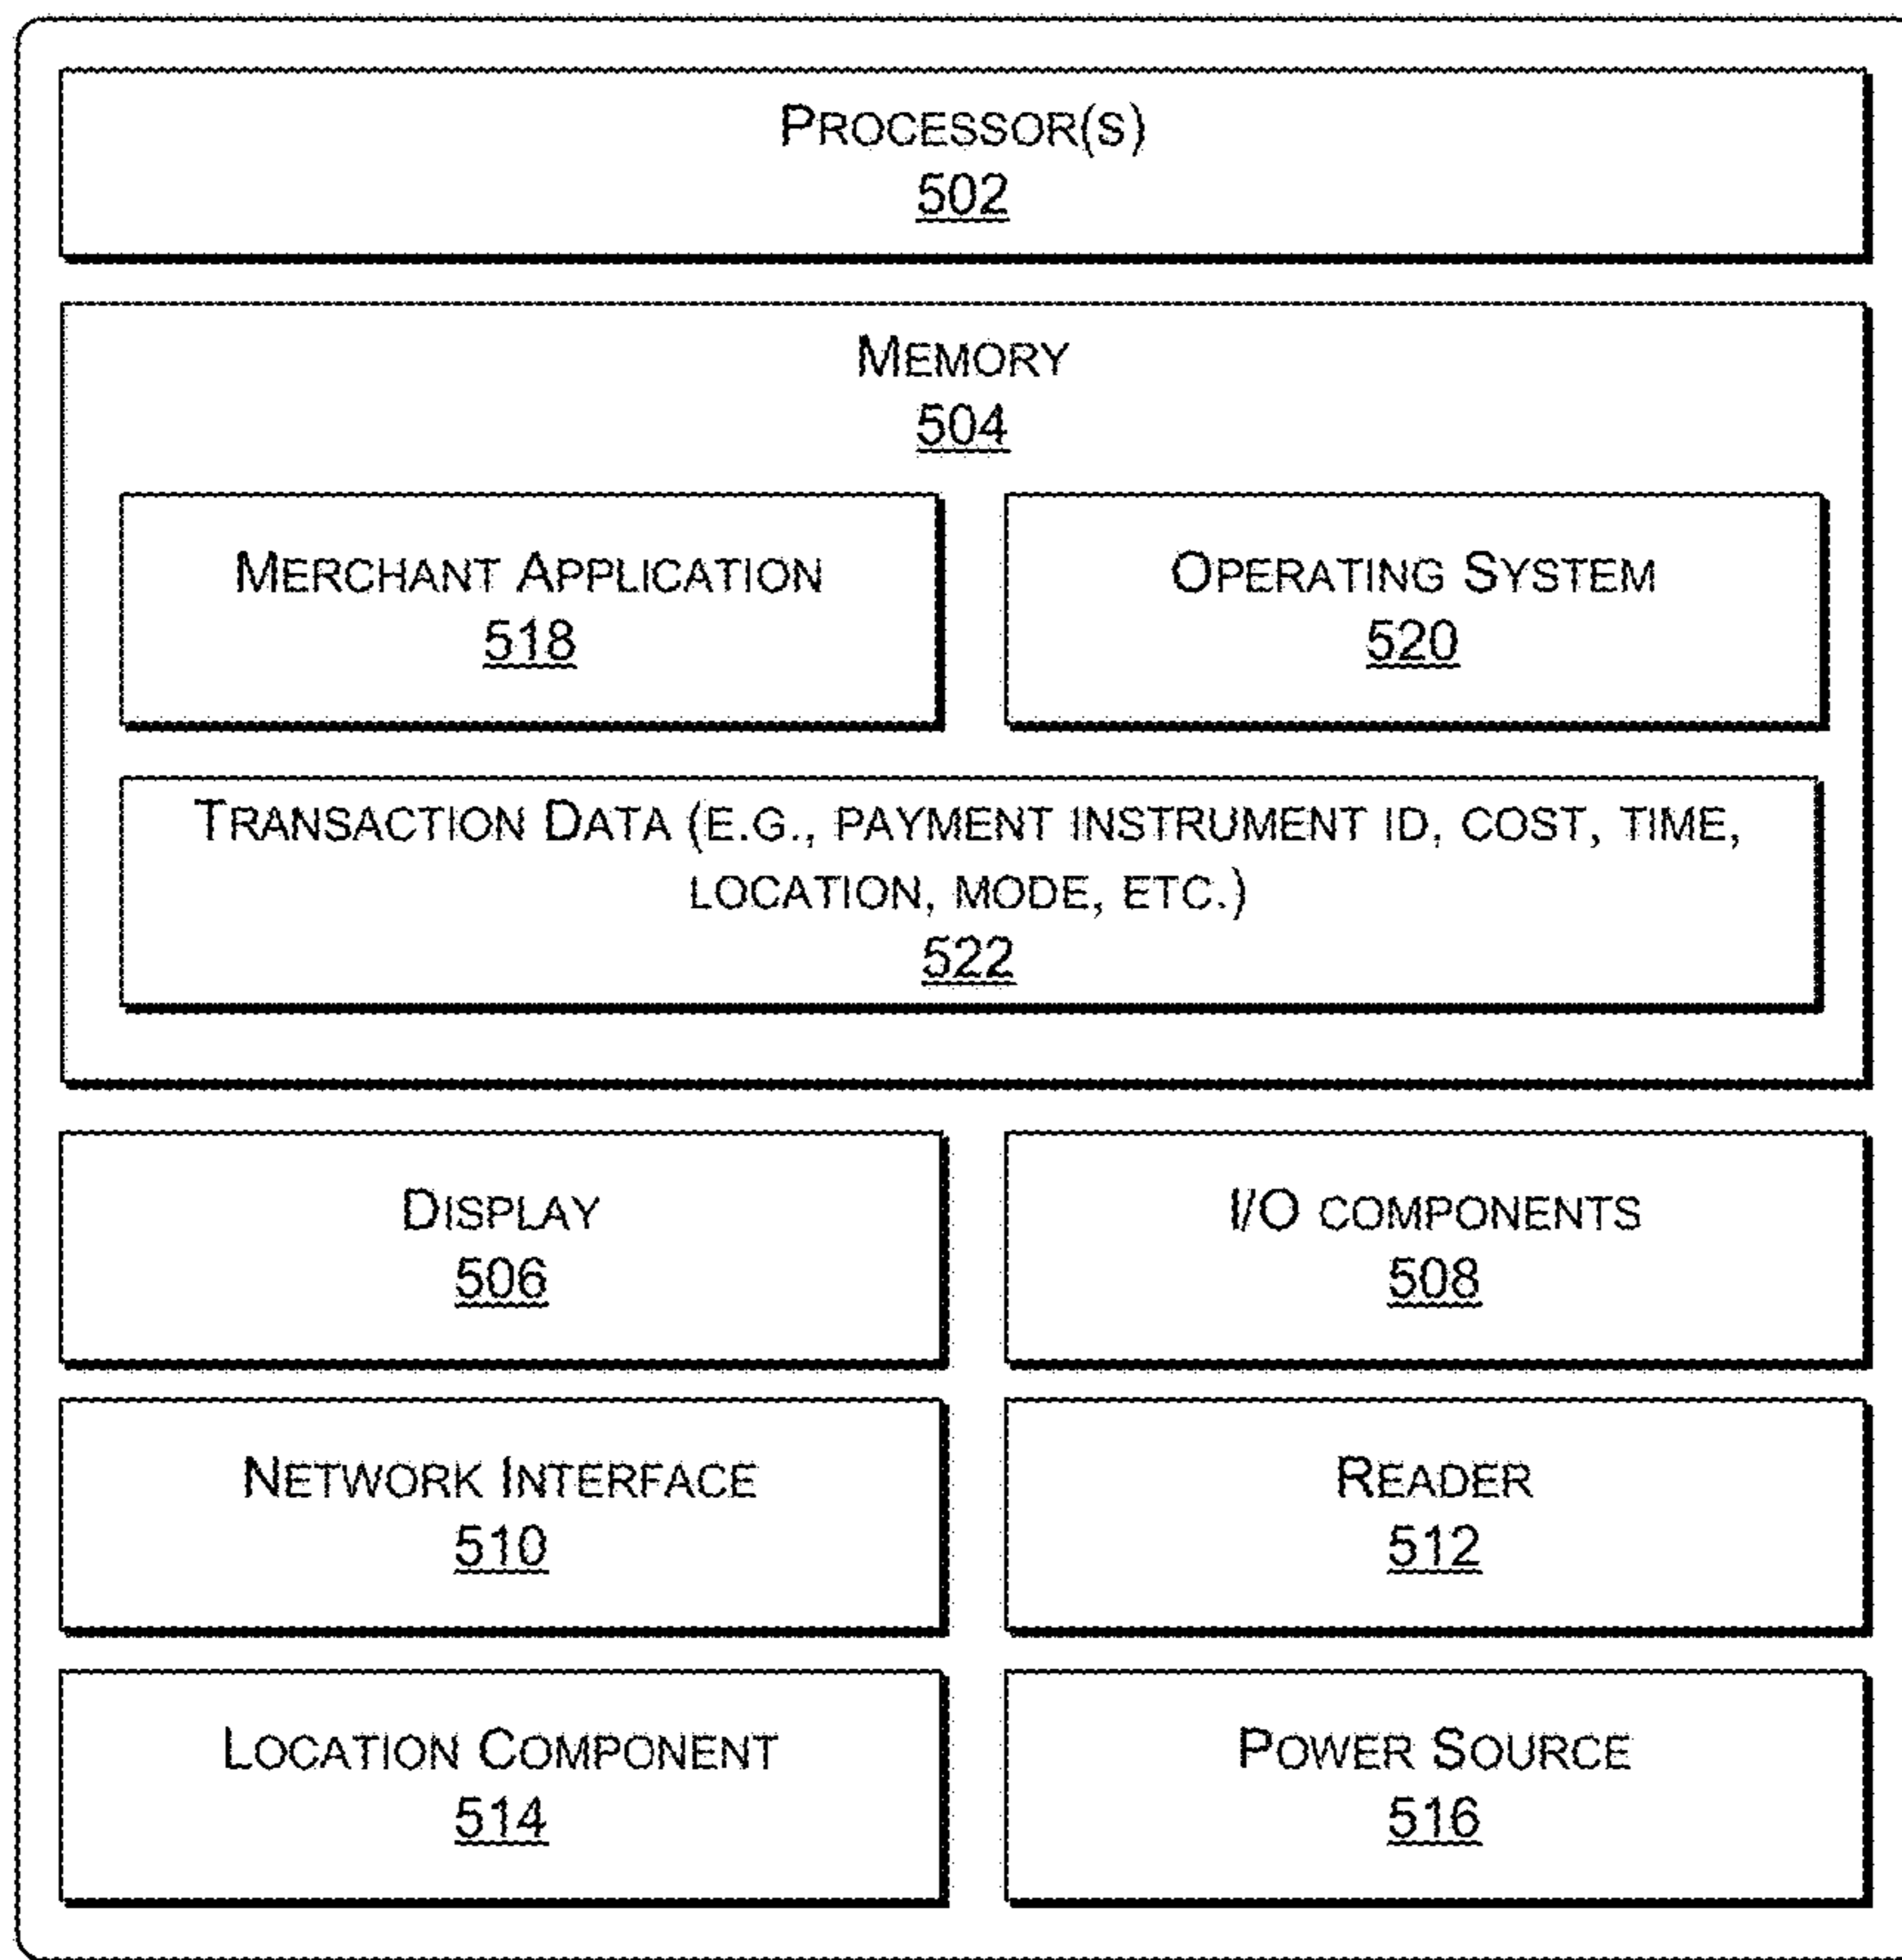 PROCESSOR(S)
502
MEMORY
504
MERCHANT APPLICATION
518
OPERATING SYSTEM
520
TRANSACTION DATA (E.G., PAYMENT INSTRUMENT ID, COST, TIME,
LOCATION, MODE, ETC.)
522
DISPLAY
506
I/O COMPONENTS
508
NETWORK INTERFACE
510
READER
512
LOCATION COMPONENT
514
POWER SOURCE
516